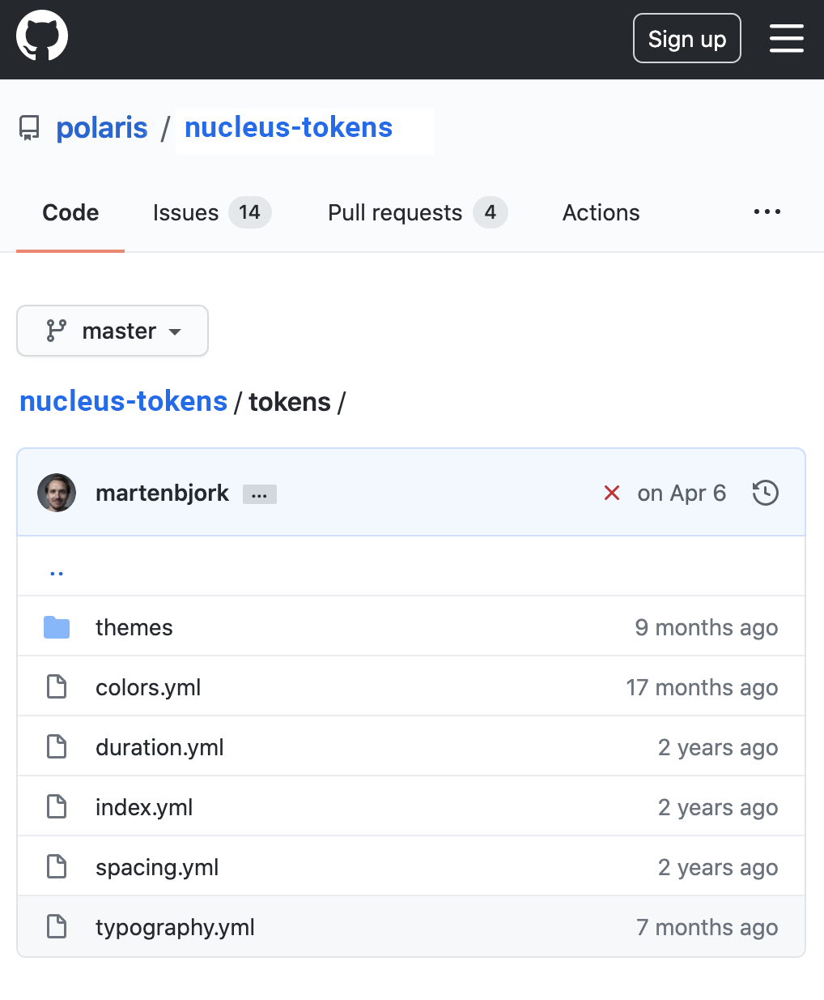 Sign up
polaris / nucleus-tokens
Code Issues 14 Pull requests 4 Actions ...
master
nucleus-tokens / tokens /
martenbjork ... on Apr 6
..
themes 9 months ago
colors.yml 17 months ago
duration.yml 2 years ago
index.yml 2 years ago
spacing.yml 2 years ago
typography.yml 7 months ago